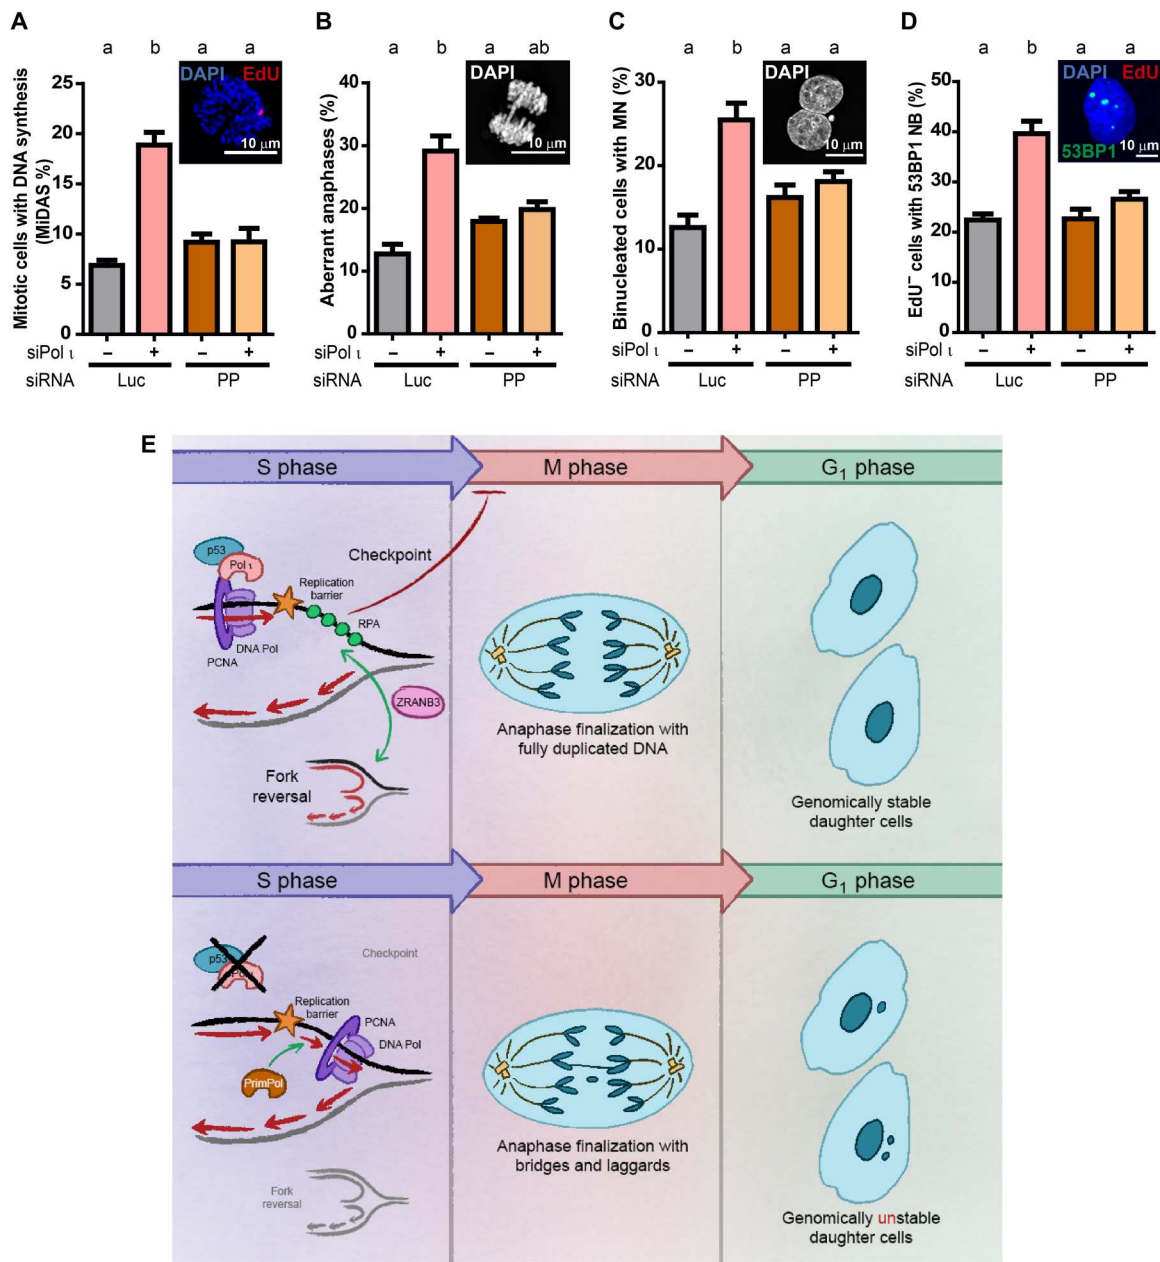 A
a b a a
Mitotic cells with DNA synthesis
(MiDAS %)
25
20
15
10
5
0
DAPI EdU
10 μm
siPol ι − + − +
siRNA Luc PP
B
a b a ab
Aberrant anaphases (%)
40
30
20
10
0
DAPI
10 μm
siPol ι − + − +
Luc PP
C
a b a a
Binucleated cells with MN (%)
30
20
10
0
DAPI
10 μm
siPol ι − + − +
Luc PP
D
a b a a
EdU⁻ cells with 53BP1 NB (%)
50
40
30
20
10
0
DAPI EdU
53BP1
10 μm
siPol ι − + − +
Luc PP
E
S phase
M phase
G₁ phase
p53
Pol ι
Replication
barrier
Checkpoint
RPA
DNA Pol
PCNA
ZRANB3
Fork
reversal
Anaphase finalization with
fully duplicated DNA
Genomically stable
daughter cells
S phase
M phase
G₁ phase
p53
Checkpoint
Replication
barrier
PCNA
DNA Pol
PrimPol
Fork
reversal
Anaphase finalization with
bridges and laggards
Genomically unstable
daughter cells